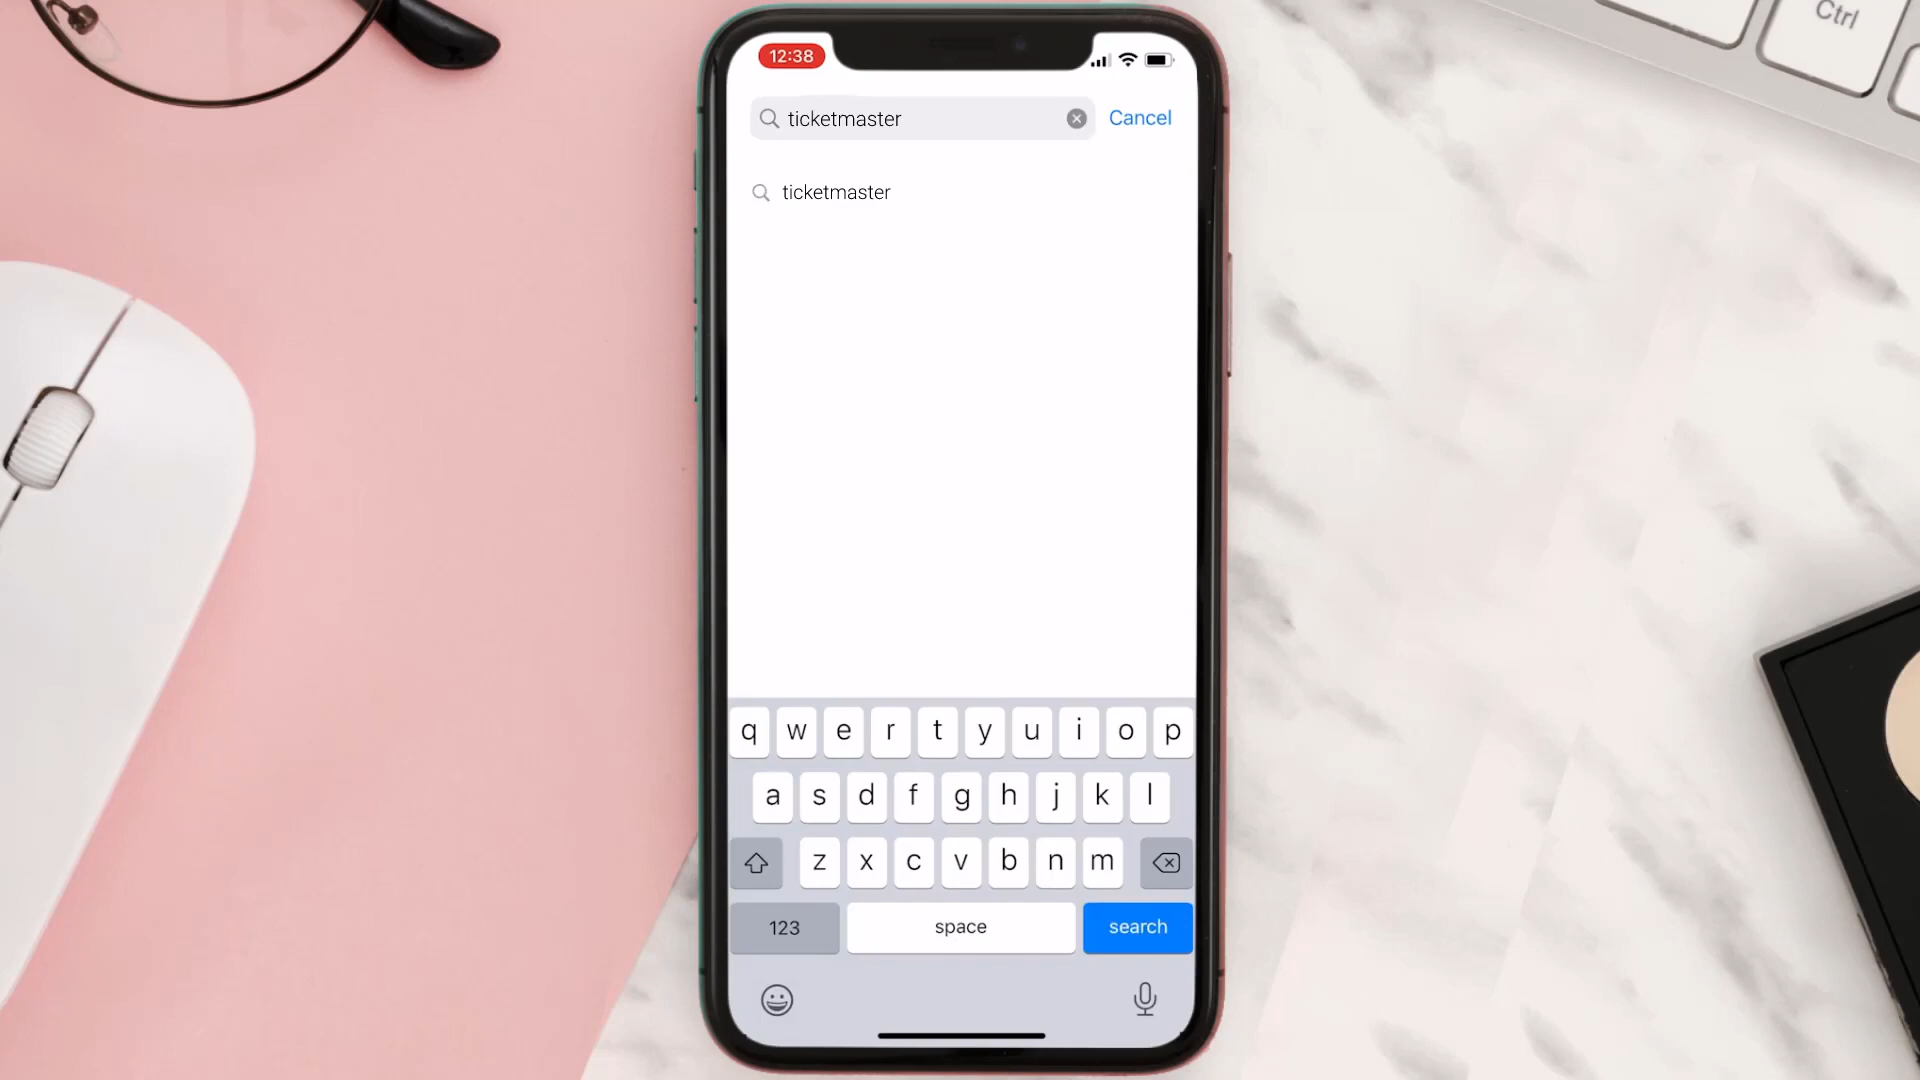 Ctrl
12:38
ticketmaster
Cancel
ticketmaster
q w e r t y u i o p
a s d f g h j k l
z x c v b n m
123 space search